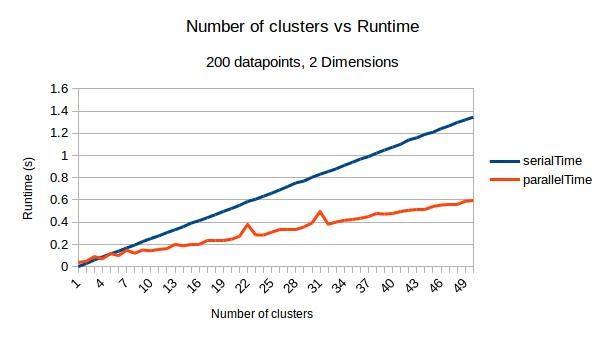 Number of clusters vs Runtime
200 datapoints, 2 Dimensions
Runtime (s)
1.6
1.4
1.2
1
0.8
0.6
0.4
0.2
0
1 4 7 10 13 16 19 22 25 28 31 34 37 40 43 46 49
Number of clusters
serialTime
parallelTime